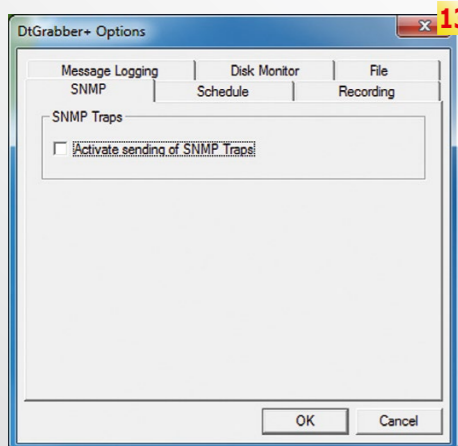 DtGrabber+ Options
13
Message Logging Disk Monitor File
SNMP Schedule Recording
SNMP Traps
Activate sending of SNMP Traps
OK Cancel